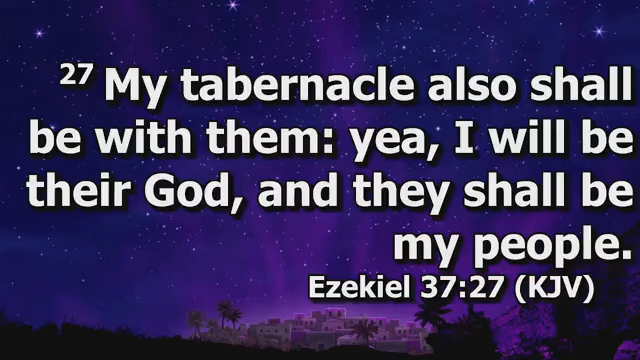 27 My tabernacle also shall
be with them: yea, I will be
their God, and they shall be
my people.
Ezekiel 37:27 (KJV)